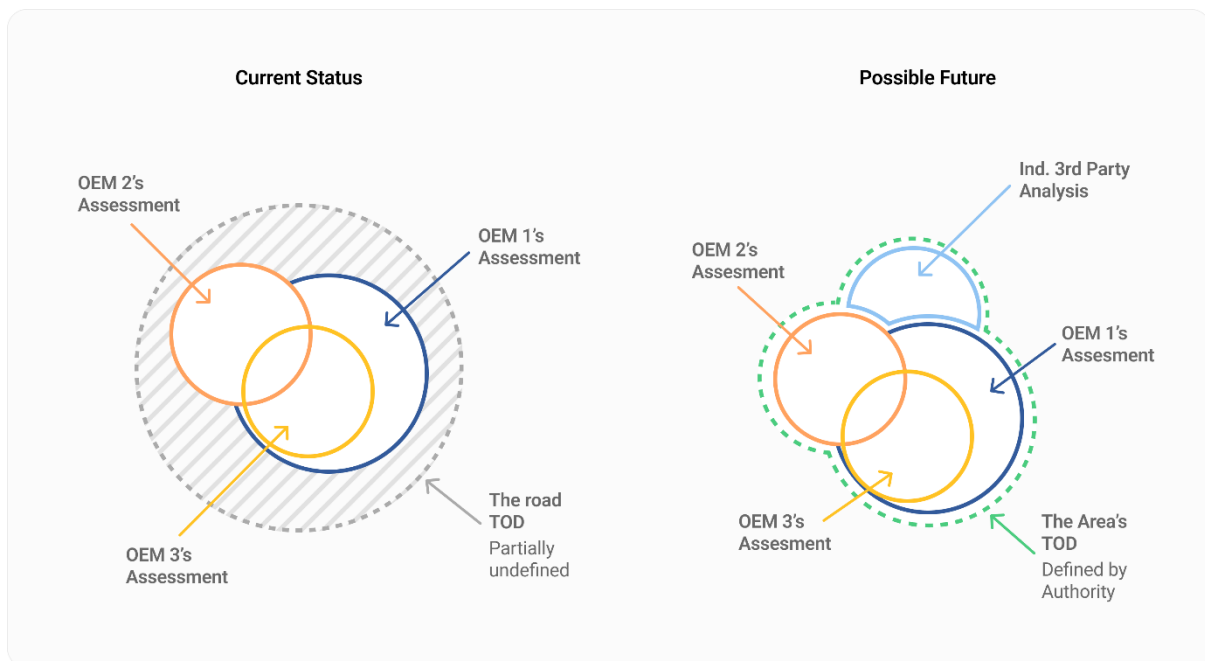 Current Status
OEM 2's
Assessment
OEM 1's
Assessment
OEM 3's
Assessment
The road
TOD
Partially
undefined
Possible Future
Ind. 3rd Party
Analysis
OEM 2's
Assesment
OEM 1's
Assesment
OEM 3's
Assesment
The Area's
TOD
Defined by
Authority